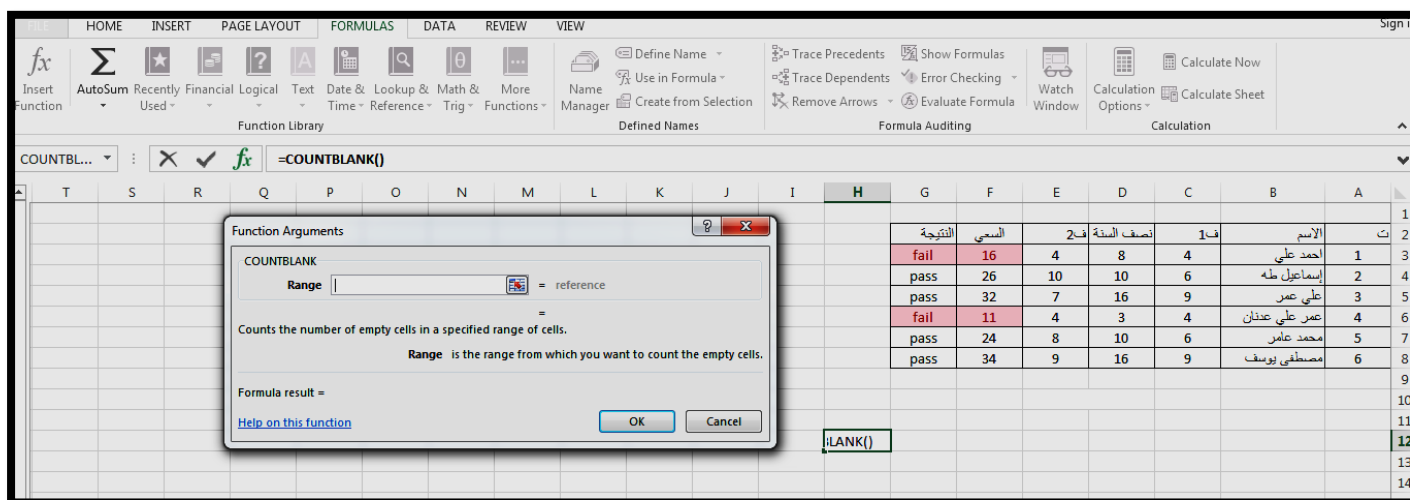 FILE HOME INSERT PAGE LAYOUT FORMULAS DATA REVIEW VIEW
fx Insert Function
Σ AutoSum
Recently Used
Financial
? Logical
A Text
Date & Time
Lookup & Reference
θ Math & Trig
More Functions
Function Library
Name Manager
Define Name
Use in Formula
Create from Selection
Defined Names
Trace Precedents
Trace Dependents
Remove Arrows
Show Formulas
Error Checking
Evaluate Formula
Watch Window
Formula Auditing
Calculation Options
Calculate Now
Calculate Sheet
Calculation
COUNTBL... fx =COUNTBLANK()
T S R Q P O N M L K J I H G F E D C B A
1
ت الاسم ف1 نصف السنة ف2 السعي النتيجة 2
1 احمد علي 4 8 4 16 fail 3
2 إسماعيل طه 6 10 10 26 pass 4
3 علي عمر 9 16 7 32 pass 5
4 عمر علي عدنان 4 3 4 11 fail 6
5 محمد عامر 6 10 8 24 pass 7
6 مصطفى يوسف 9 16 9 34 pass 8
9
10
11
LANK() 12
13
14
Function Arguments ?
COUNTBLANK
Range = reference
=
Counts the number of empty cells in a specified range of cells.
Range is the range from which you want to count the empty cells.
Formula result =
Help on this function OK Cancel